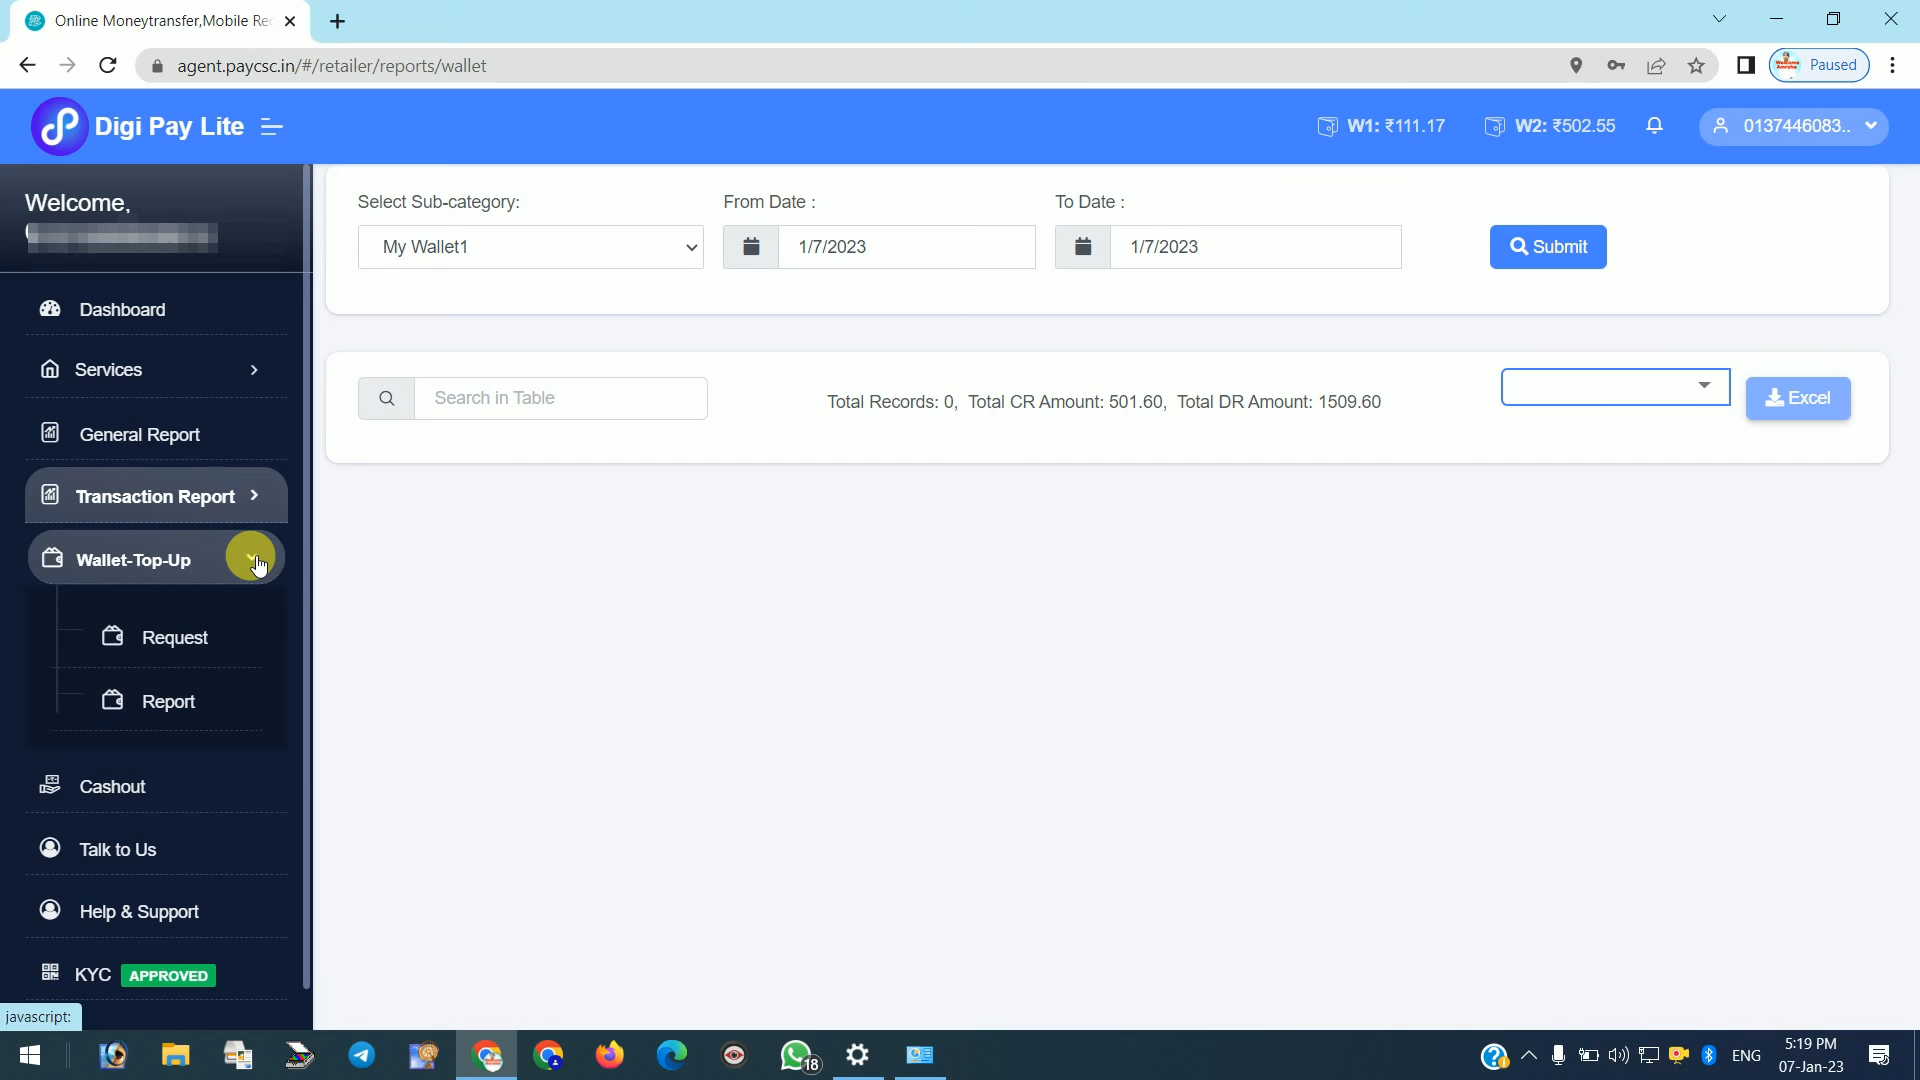 Online Moneytransfer,Mobile Re
agent.paycsc.in/#/retailer/reports/wallet
Paused
Digi Pay Lite
W1: ₹111.17
W2: ₹502.55
0137446083..
Welcome,
Dashboard
Services
General Report
Transaction Report
Wallet-Top-Up
Request
Report
Cashout
Talk to Us
Help & Support
KYC APPROVED
javascript:
Select Sub-category:
From Date :
To Date :
My Wallet1
1/7/2023
1/7/2023
Submit
Search in Table
Total Records: 0, Total CR Amount: 501.60, Total DR Amount: 1509.60
Excel
18
ENG
5:19 PM
07-Jan-23